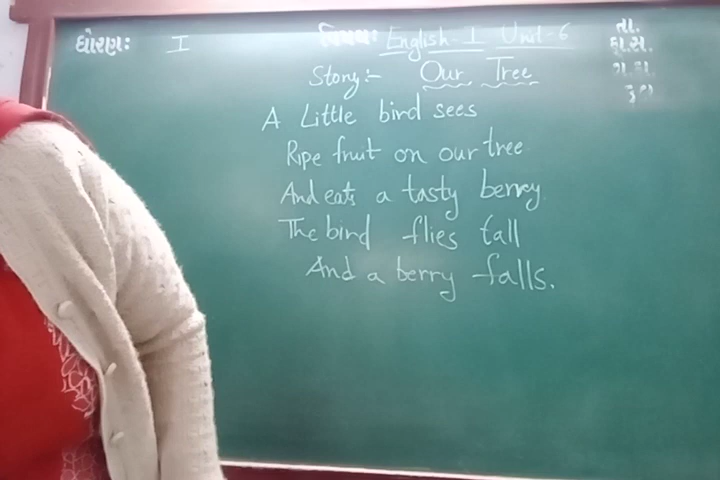 ધોરણ: I વિષય: English-1 Unit-6
તા.
હા.સ.
ગ.હા.
કુલ
Story:- Our Tree
A Little bird sees
Ripe fruit on our tree
And eats a tasty berry.
The bird flies tall
And a berry falls.